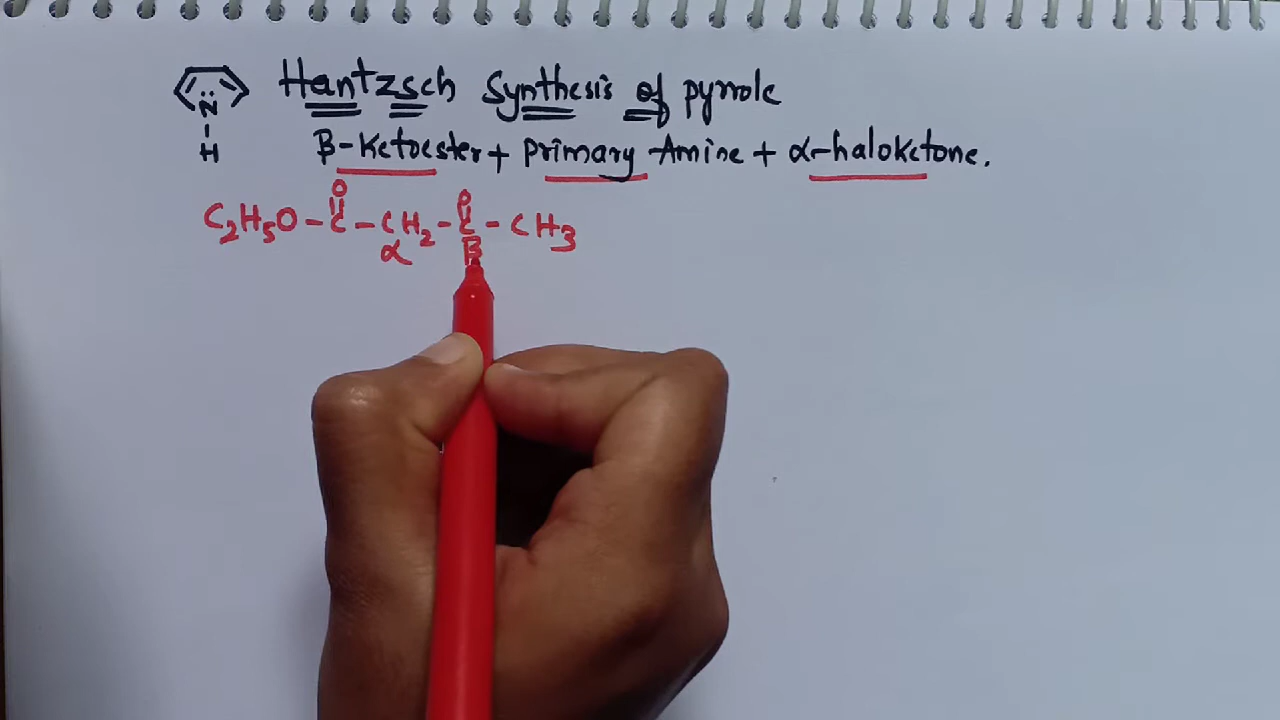 Hantzsch Synthesis of pyrrole
N
H
β-Ketoester + primary Amine + α-haloketone.
O O
C2H5O - C - CH2 - C - CH3
α β